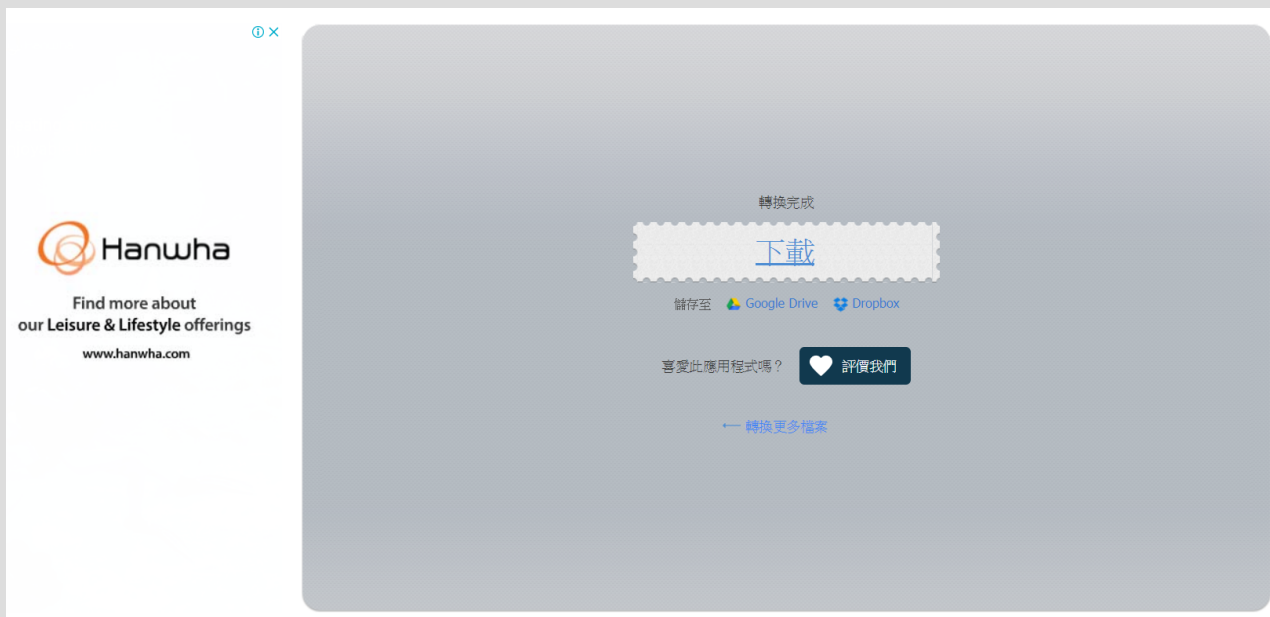 Hanwha
Find more about
our Leisure & Lifestyle offerings
www.hanwha.com
轉換完成
下載
儲存至 Google Drive Dropbox
喜愛此應用程式嗎？ 評價我們
← 轉換更多檔案